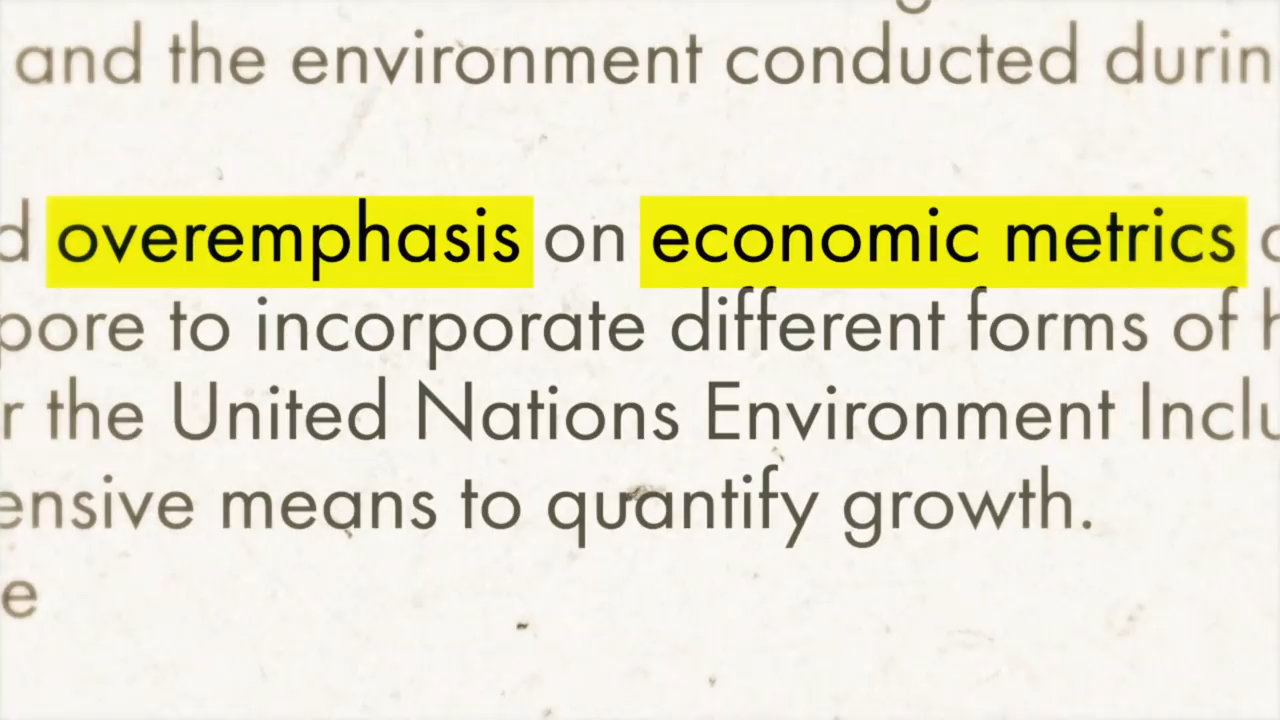 and the environment conducted durin
d overemphasis on economic metrics
pore to incorporate different forms of h
r the United Nations Environment Inclu
ensive means to quantify growth.
e